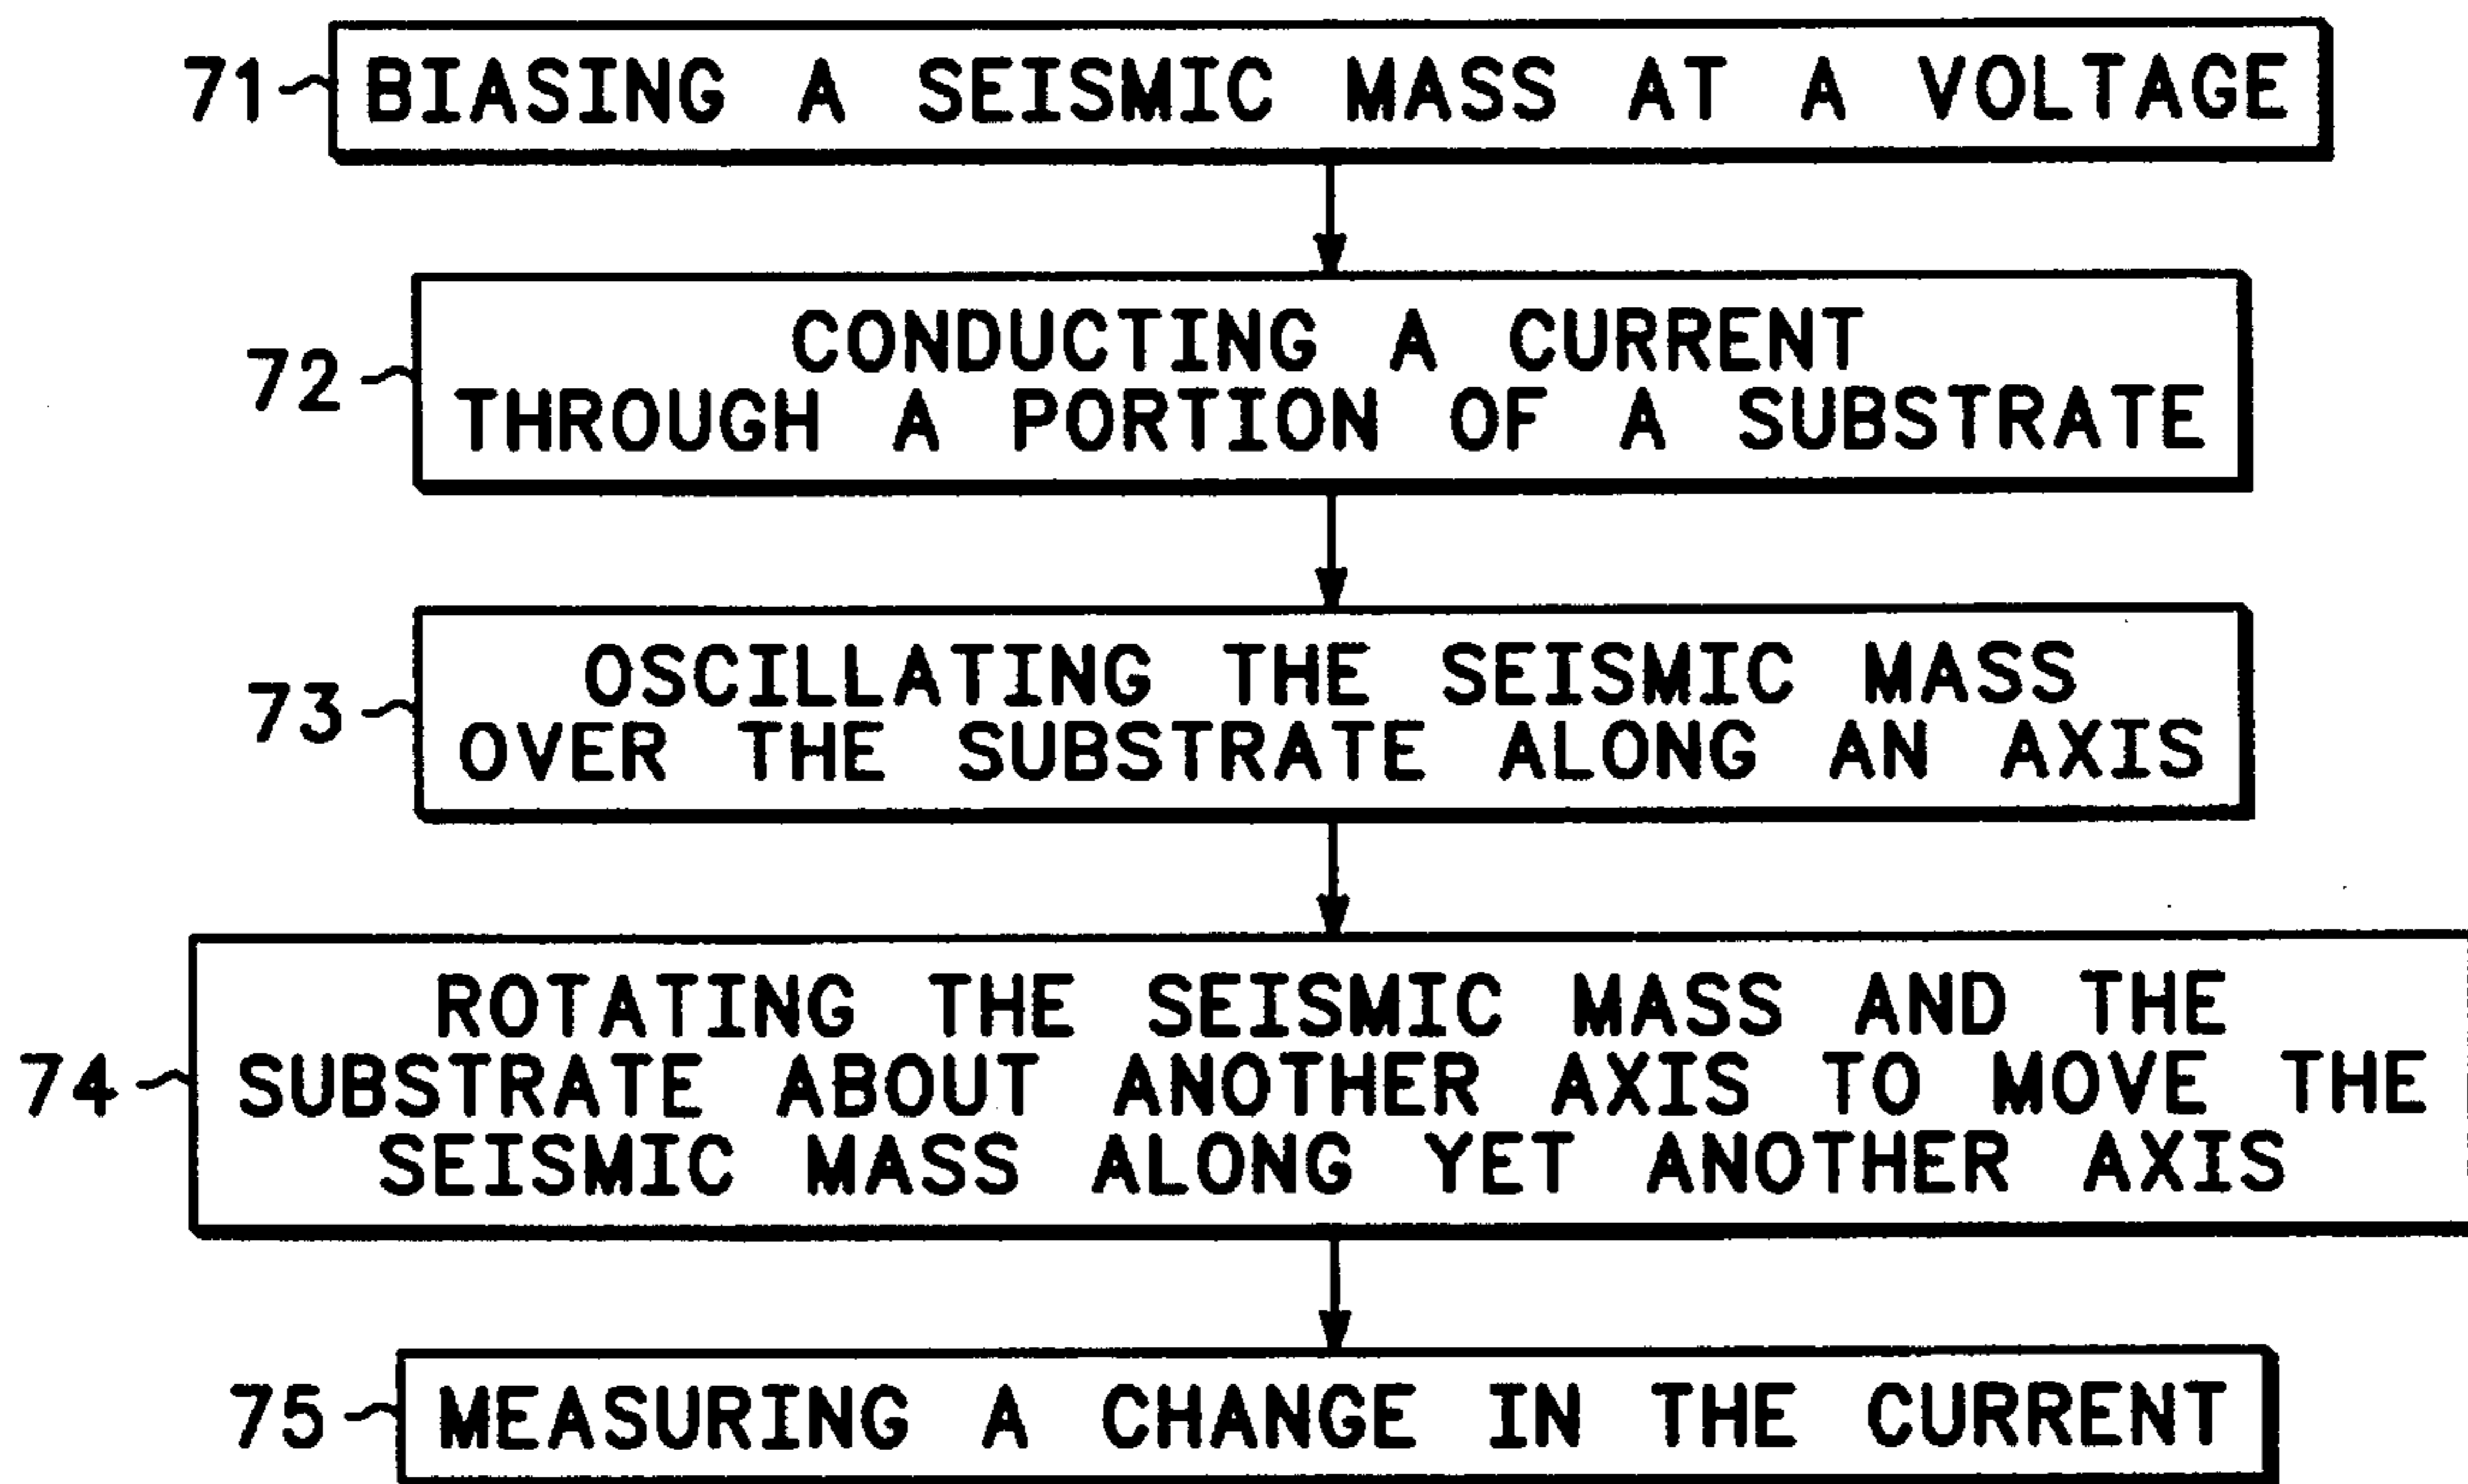 71 BIASING A SEISMIC MASS AT A VOLTAGE
CONDUCTING A CURRENT
72 THROUGH A PORTION OF A SUBSTRATE
OSCILLATING THE SEISMIC MASS
73 OVER THE SUBSTRATE ALONG AN AXIS
ROTATING THE SEISMIC MASS AND THE
74 SUBSTRATE ABOUT ANOTHER AXIS TO MOVE THE
SEISMIC MASS ALONG YET ANOTHER AXIS
75 MEASURING A CHANGE IN THE CURRENT